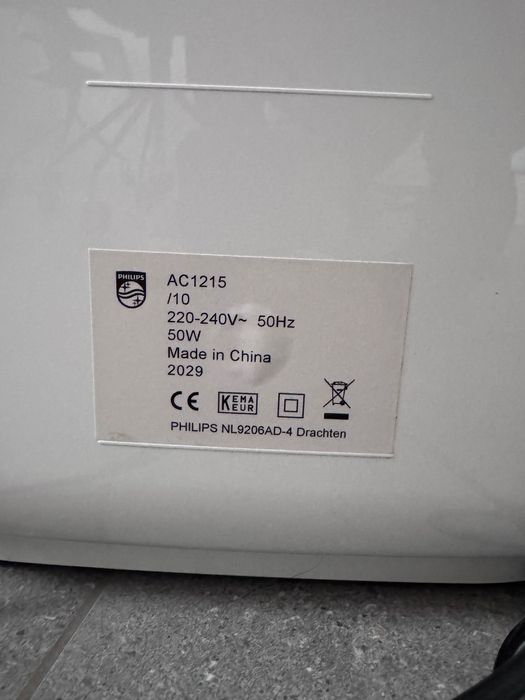 PHILIPS
AC1215
/10
220-240V~ 50Hz
50W
Made in China
2029
CE KEMA
KEUR
PHILIPS NL9206AD-4 Drachten